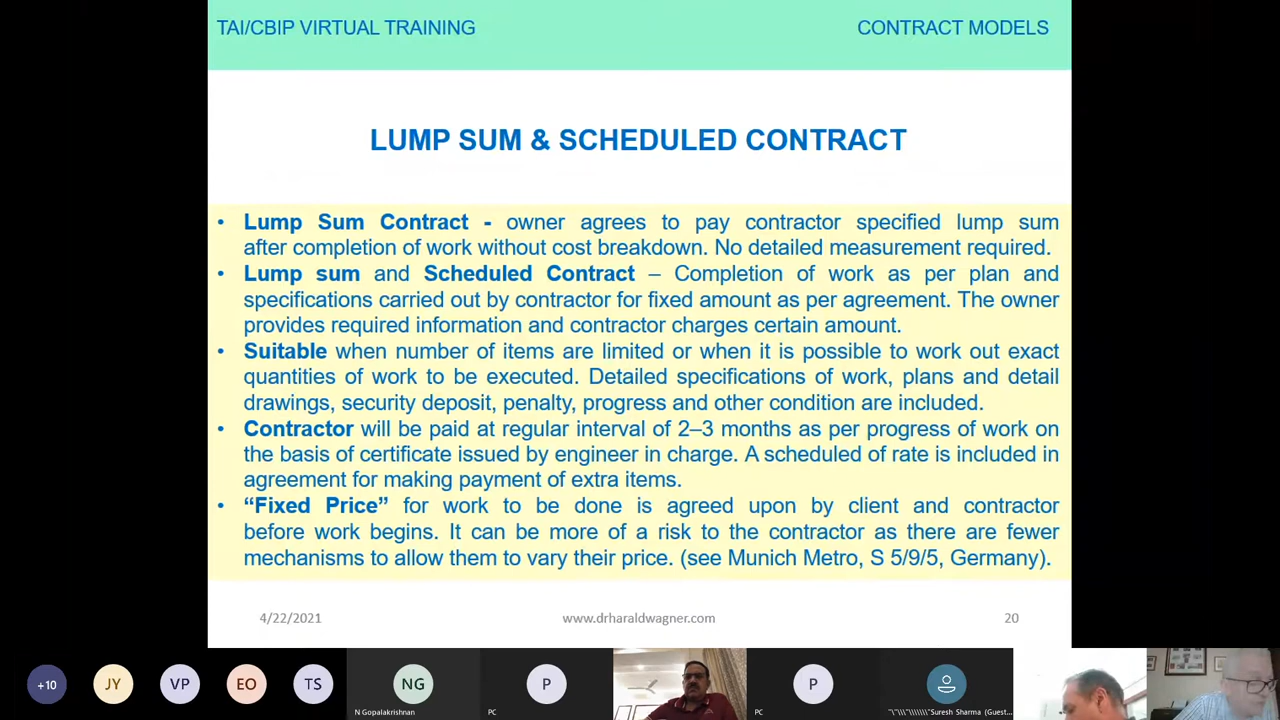 TAI/CBIP VIRTUAL TRAINING
CONTRACT MODELS
LUMP SUM & SCHEDULED CONTRACT
• Lump Sum Contract - owner agrees to pay contractor specified lump sum
after completion of work without cost breakdown. No detailed measurement required.
• Lump sum and Scheduled Contract – Completion of work as per plan and
specifications carried out by contractor for fixed amount as per agreement. The owner
provides required information and contractor charges certain amount.
• Suitable when number of items are limited or when it is possible to work out exact
quantities of work to be executed. Detailed specifications of work, plans and detail
drawings, security deposit, penalty, progress and other condition are included.
• Contractor will be paid at regular interval of 2–3 months as per progress of work on
the basis of certificate issued by engineer in charge. A scheduled of rate is included in
agreement for making payment of extra items.
• “Fixed Price” for work to be done is agreed upon by client and contractor
before work begins. It can be more of a risk to the contractor as there are fewer
mechanisms to allow them to vary their price. (see Munich Metro, S 5/9/5, Germany).
4/22/2021
www.drharaldwagner.com
20
+10
JY
VP
EO
TS
NG
N Gopalakrishnan
P
PC
P
PC
Suresh Sharma (Guest...